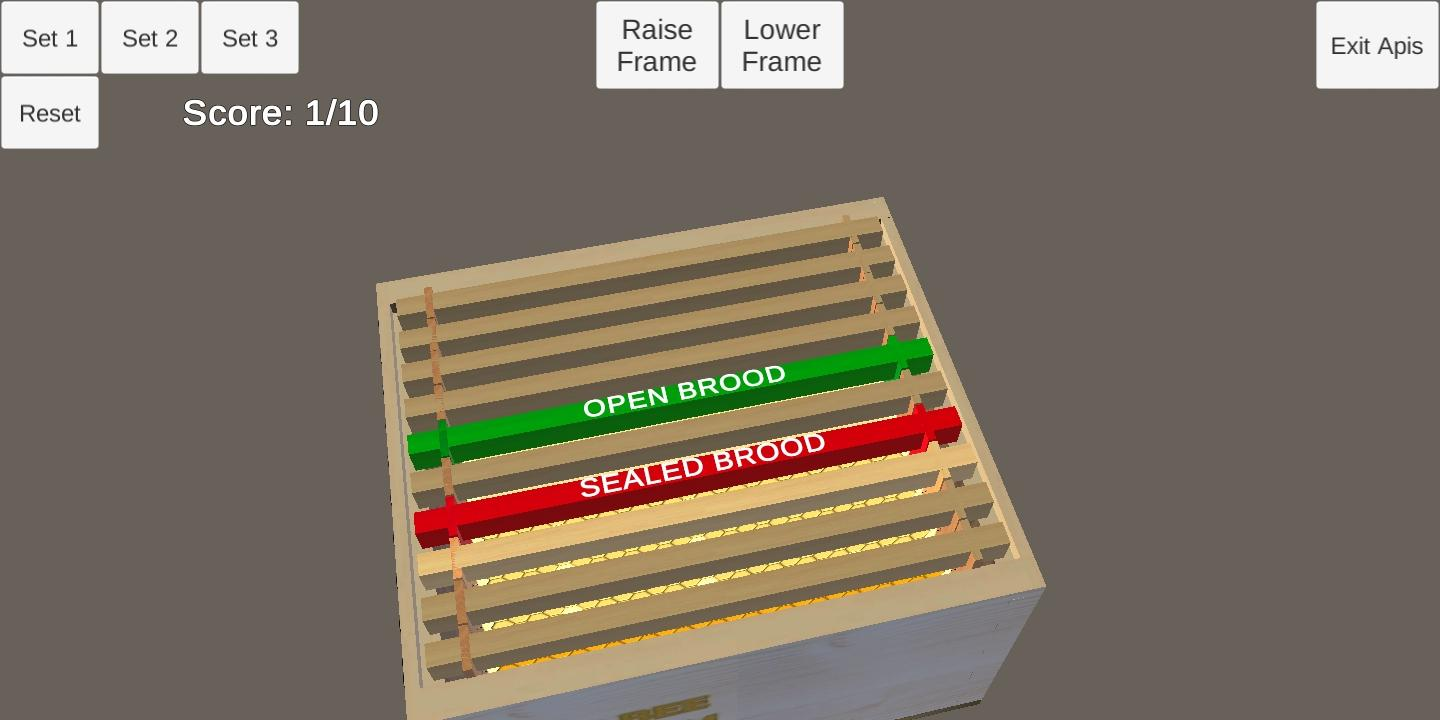 Set 1
Set 2
Set 3
Raise
Frame
Lower
Frame
Exit Apis
Reset
Score: 1/10
OPEN BROOD
SEALED BROOD
BEE